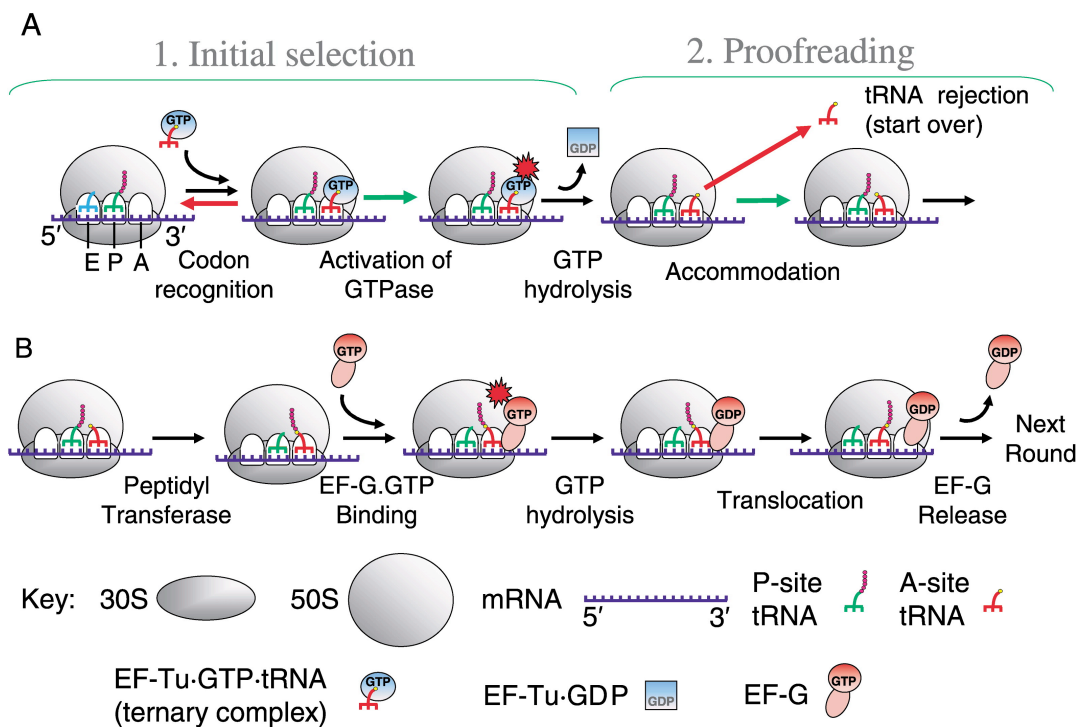 A
1. Initial selection
2. Proofreading
tRNA rejection
(start over)
GTP
GTP
GTP
GDP
5′
3′
E P A
Codon
recognition
Activation of
GTPase
GTP
hydrolysis
Accommodation
B
GTP
GTP
GDP
GDP
GDP
Next
Round
Peptidyl
Transferase
EF-G.GTP
Binding
GTP
hydrolysis
Translocation
EF-G
Release
Key:
30S
50S
mRNA
5′
3′
P-site
tRNA
A-site
tRNA
EF-Tu·GTP·tRNA
(ternary complex)
GTP
EF-Tu·GDP
GDP
EF-G
GTP